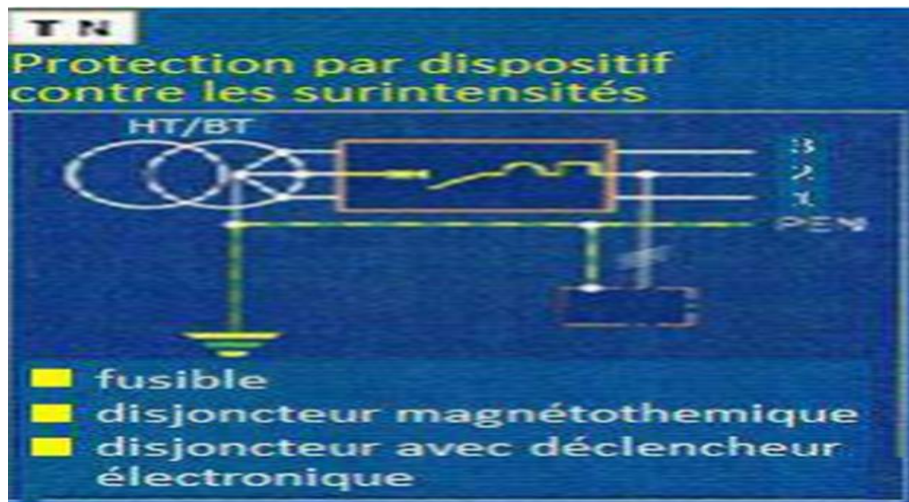 T N
Protection par dispositif
contre les surintensités
HT/BT
3
2
1
PEN
fusible
disjoncteur magnétothemique
disjoncteur avec déclencheur
électronique